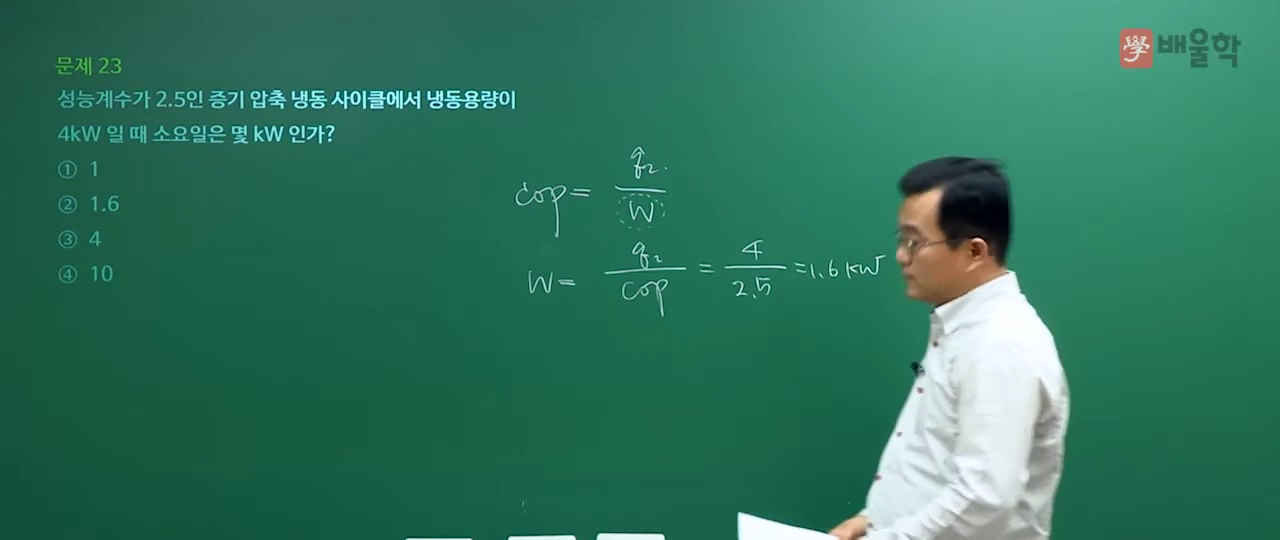 學 배울학
문제 23
성능계수가 2.5인 증기 압축 냉동 사이클에서 냉동용량이
4kW 일 때 소요일은 몇 kW 인가?
① 1
② 1.6
③ 4
④ 10
cop = q₂ / W
W = q₂ / cop = 4 / 2.5 = 1.6 kW